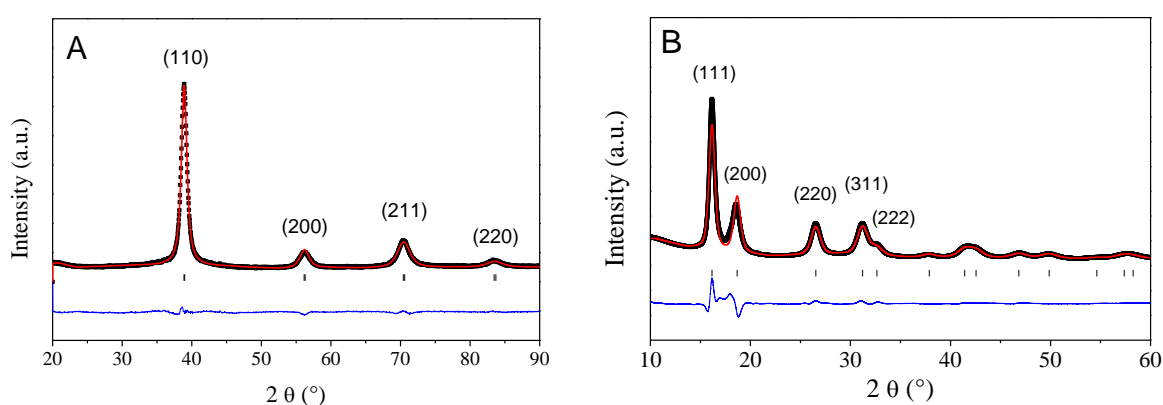 A
(110)
(200)
(211)
(220)
Intensity (a.u.)
20 30 40 50 60 70 80 90
2 θ (°)
B
(111)
(200)
(220)
(311)
(222)
Intensity (a.u.)
10 20 30 40 50 60
2 θ (°)